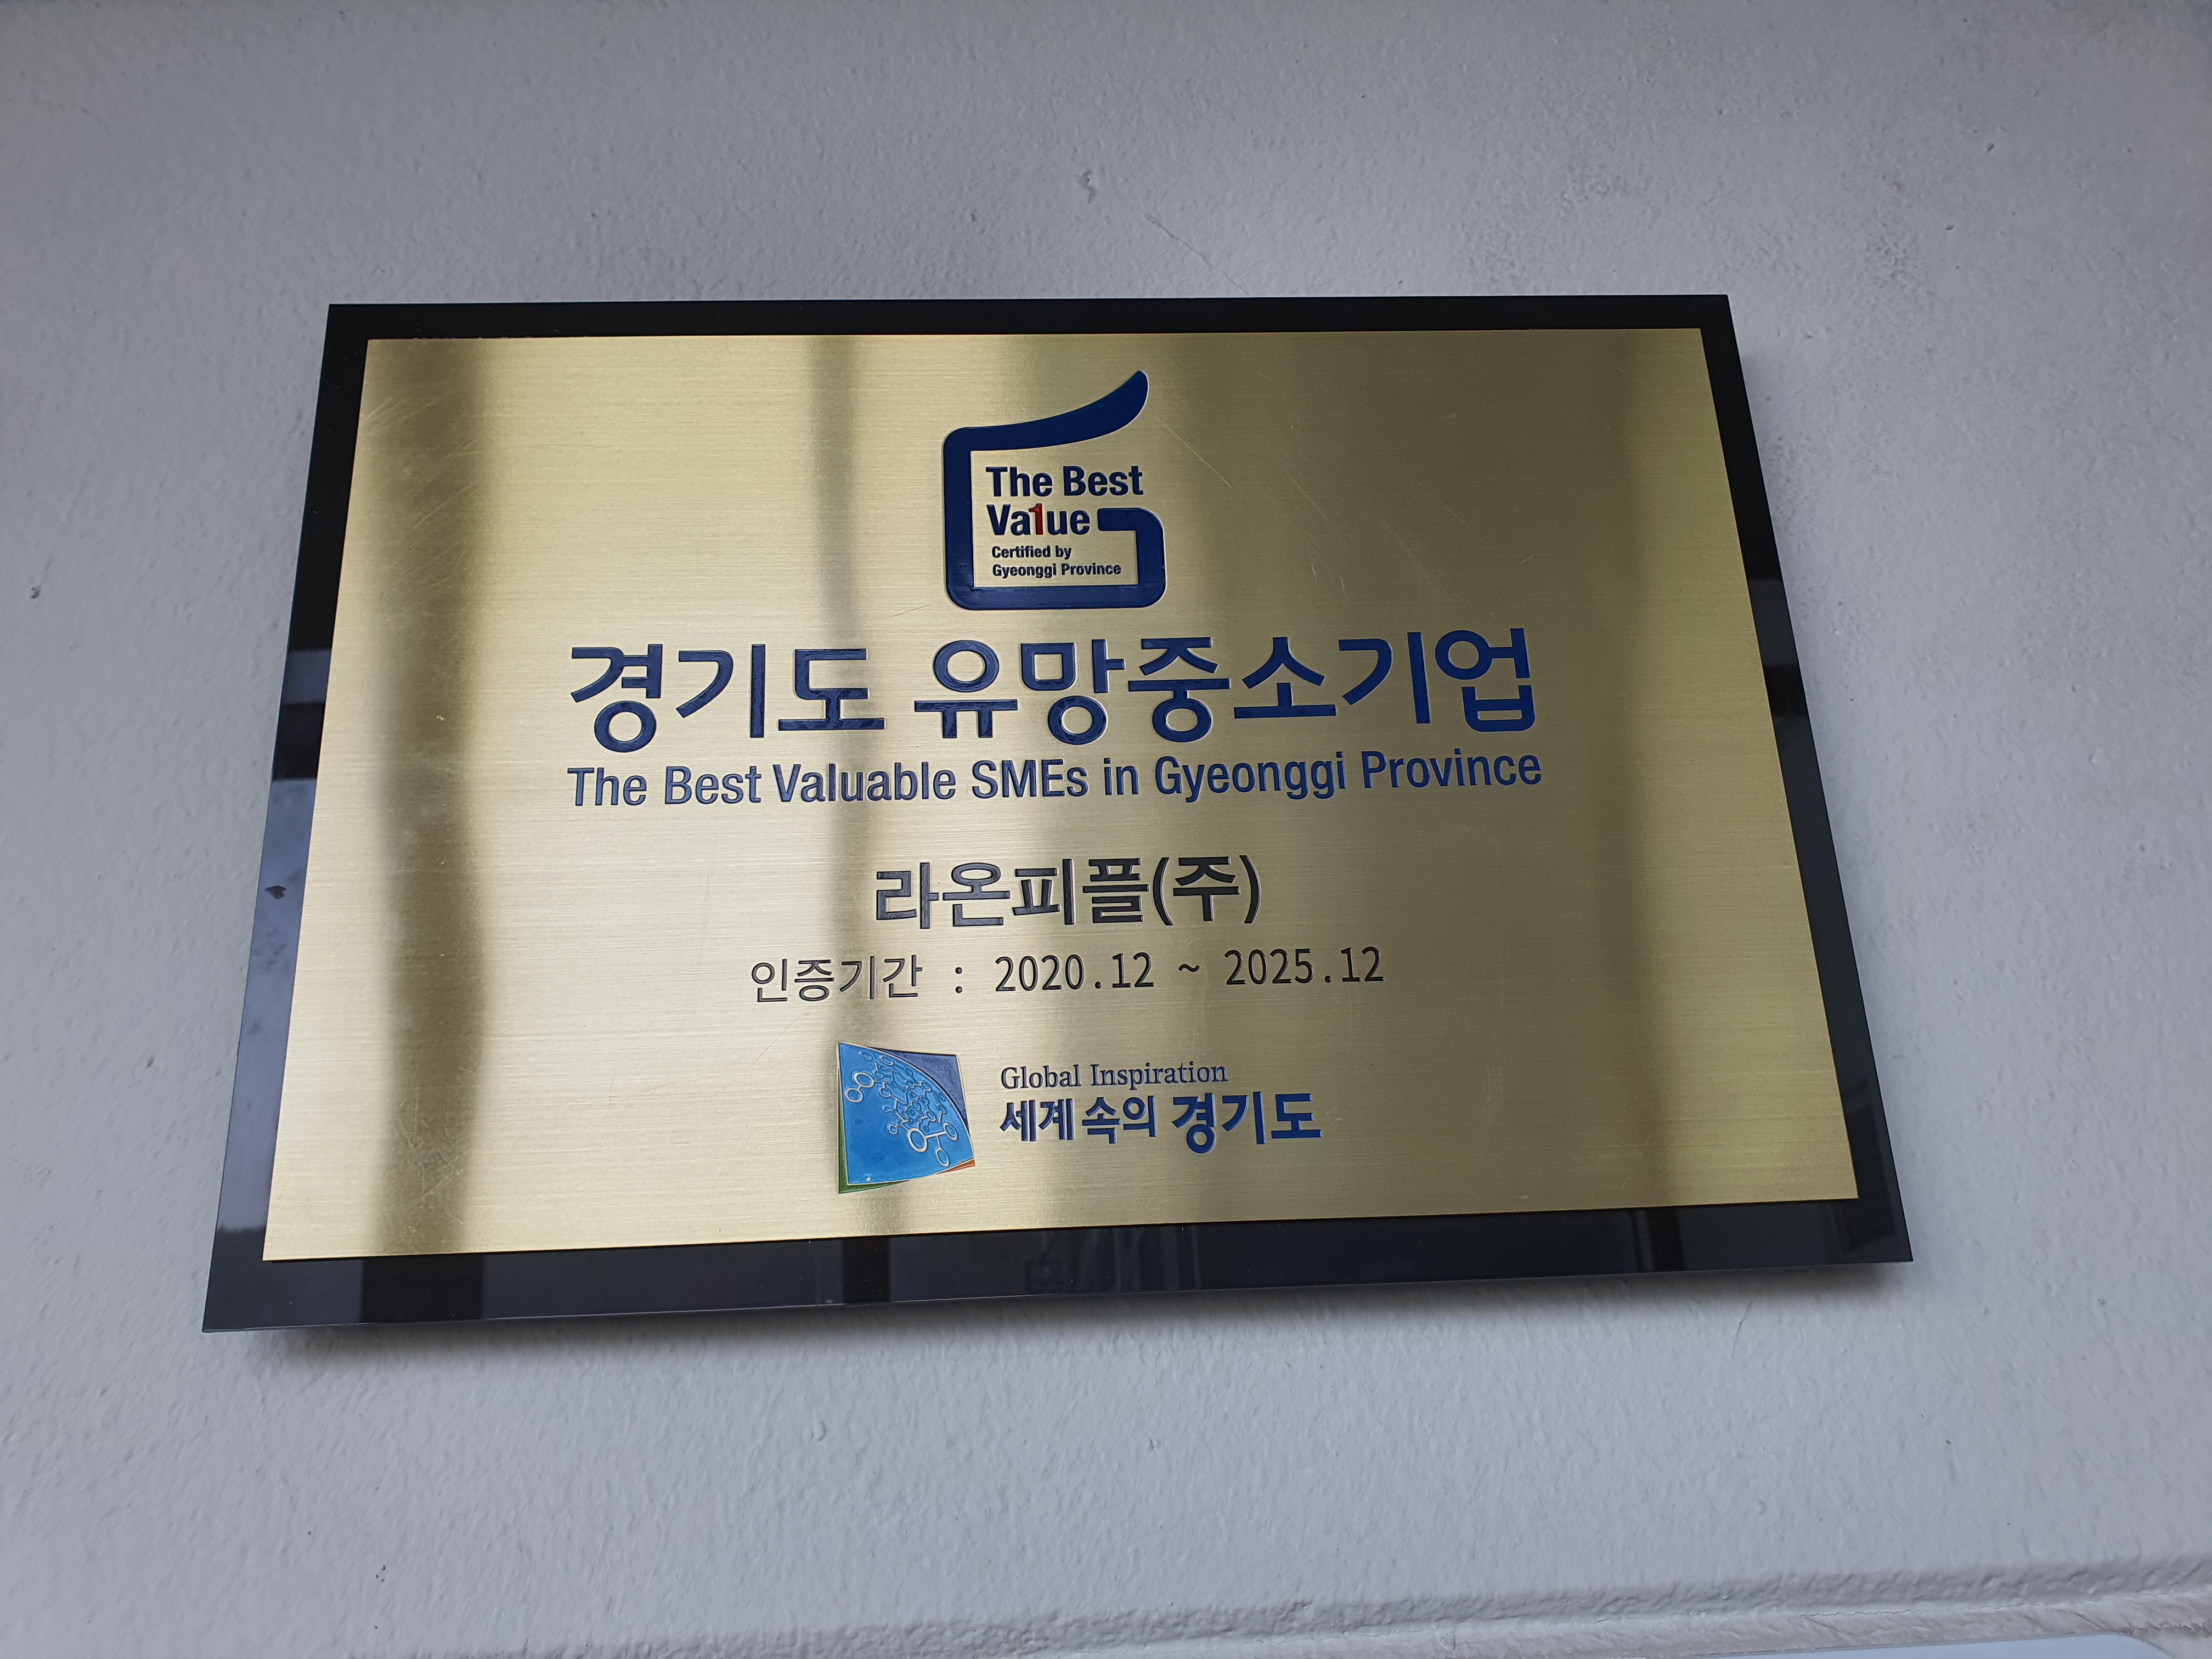 The Best
Va1ue
Certified by
Gyeonggi Province
경기도 유망중소기업
The Best Valuable SMEs in Gyeonggi Province
라온피플(주)
인증기간 : 2020.12 ~ 2025.12
Global Inspiration
세계 속의 경기도